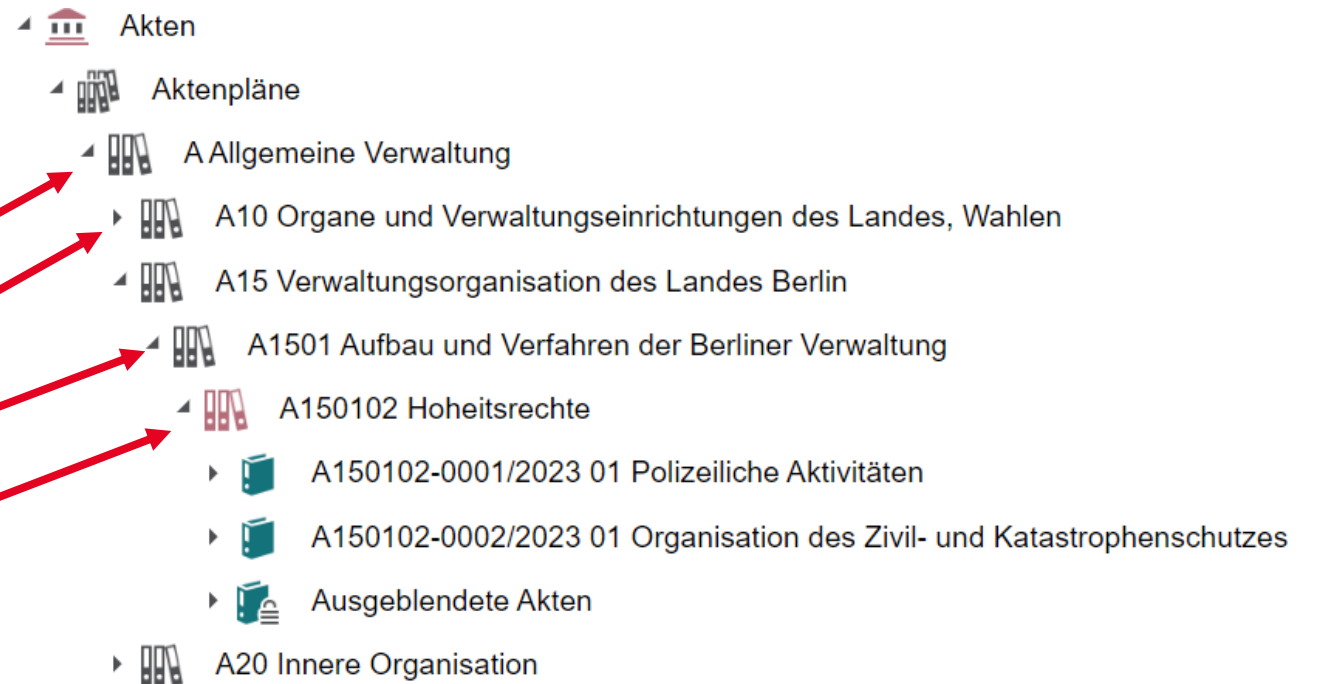 Akten
Aktenpläne
A Allgemeine Verwaltung
A10 Organe und Verwaltungseinrichtungen des Landes, Wahlen
A15 Verwaltungsorganisation des Landes Berlin
A1501 Aufbau und Verfahren der Berliner Verwaltung
A150102 Hoheitsrechte
A150102-0001/2023 01 Polizeiliche Aktivitäten
A150102-0002/2023 01 Organisation des Zivil- und Katastrophenschutzes
Ausgeblendete Akten
A20 Innere Organisation